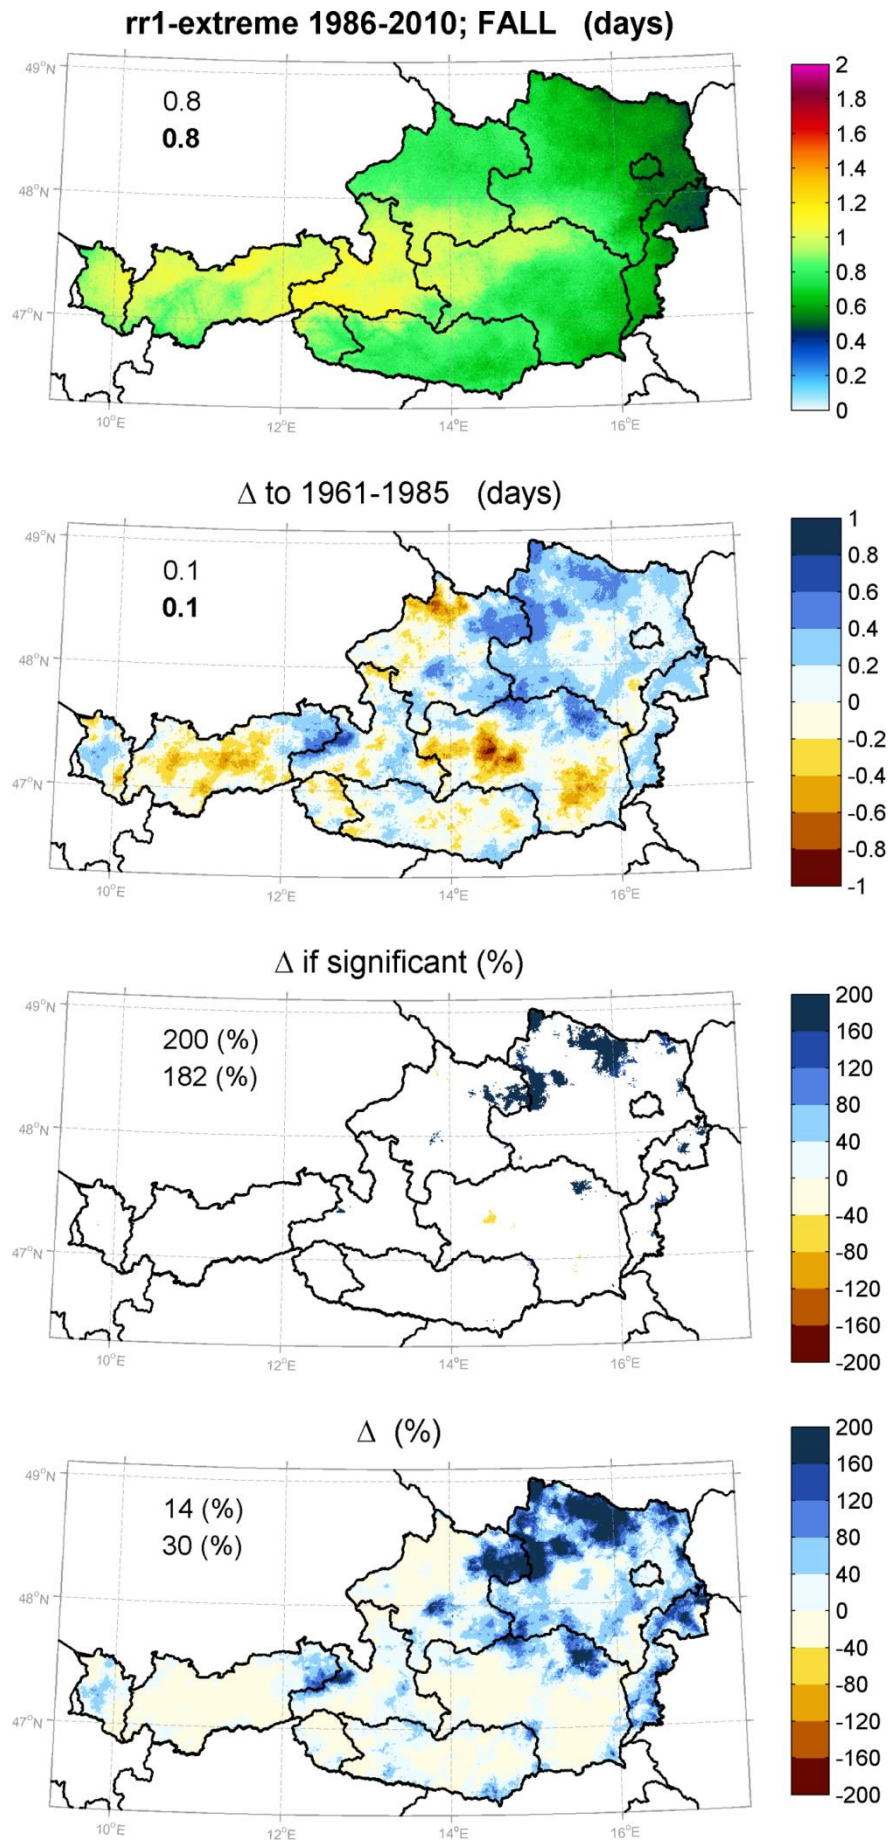 rr1-extreme 1986-2010; FALL (days)
49°N
48°N
47°N
10°E
12°E
14°E
16°E
0.8
0.8
2
1.8
1.6
1.4
1.2
1
0.8
0.6
0.4
0.2
0
Δ to 1961-1985 (days)
49°N
48°N
47°N
10°E
12°E
14°E
16°E
0.1
0.1
1
0.8
0.6
0.4
0.2
0
-0.2
-0.4
-0.6
-0.8
-1
Δ if significant (%)
49°N
48°N
47°N
10°E
12°E
14°E
16°E
200 (%)
182 (%)
200
160
120
80
40
0
-40
-80
-120
-160
-200
Δ (%)
49°N
48°N
47°N
10°E
12°E
14°E
16°E
14 (%)
30 (%)
200
160
120
80
40
0
-40
-80
-120
-160
-200